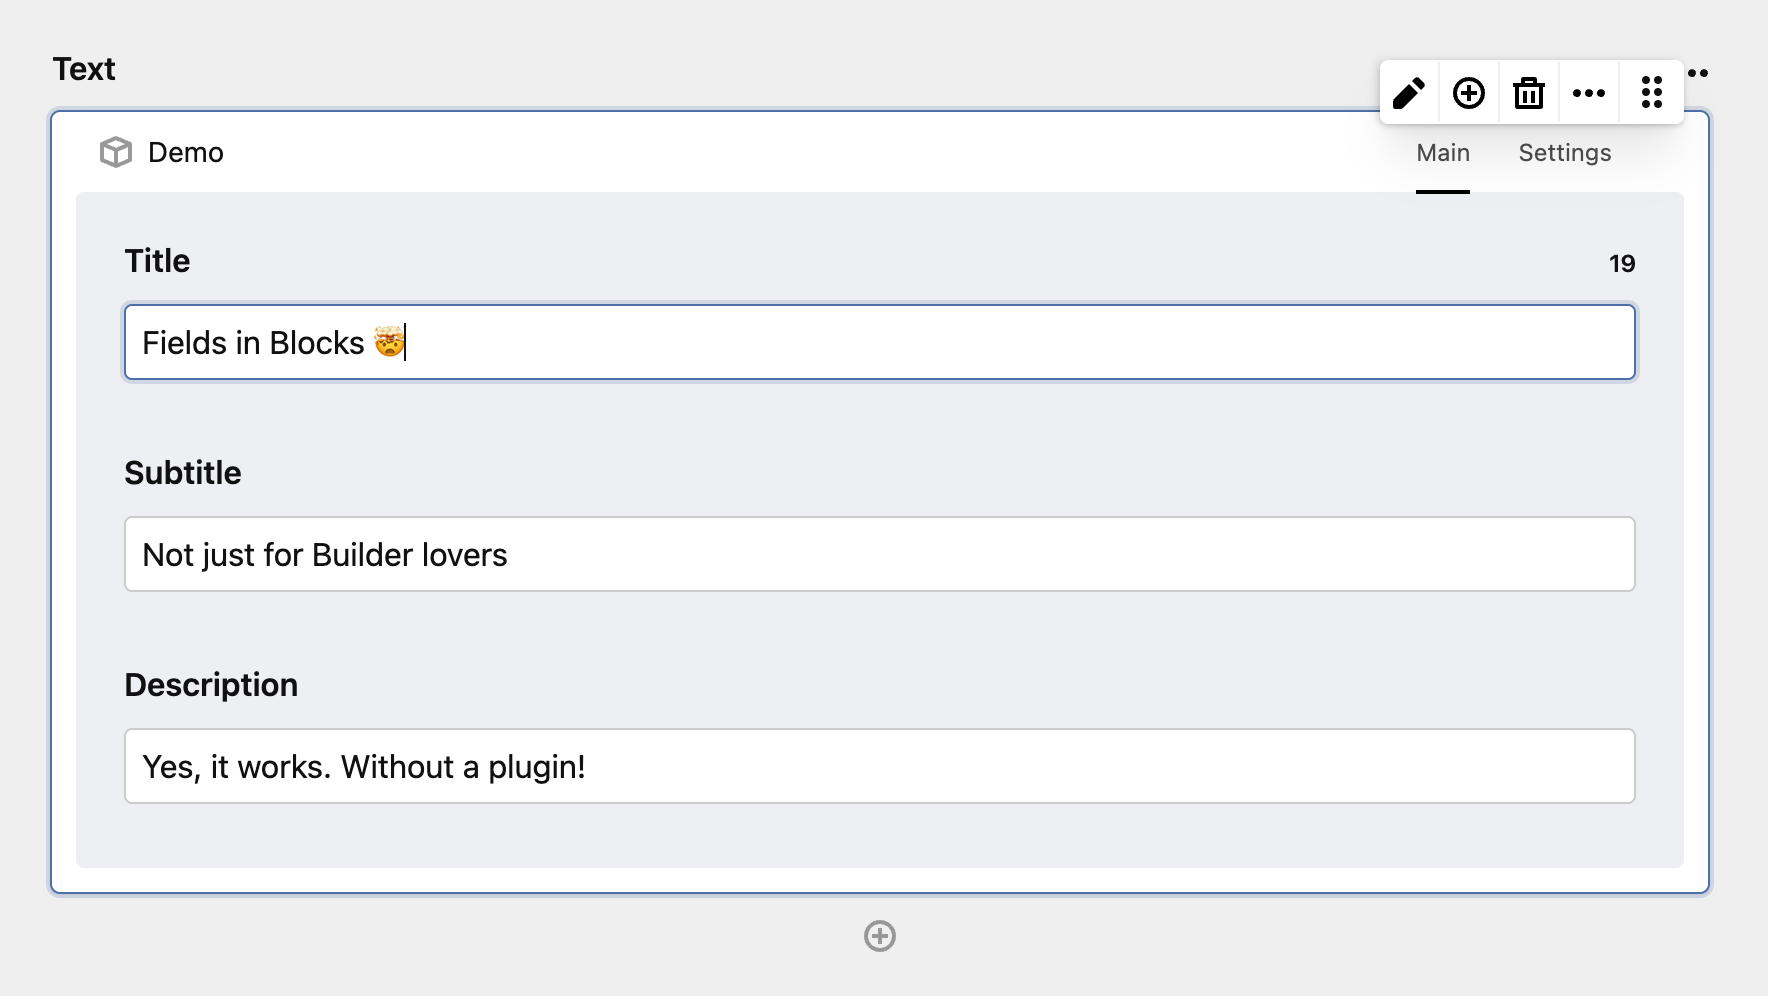 Text
Demo
Main Settings
Title 19
Fields in Blocks 🤯
Subtitle
Not just for Builder lovers
Description
Yes, it works. Without a plugin!